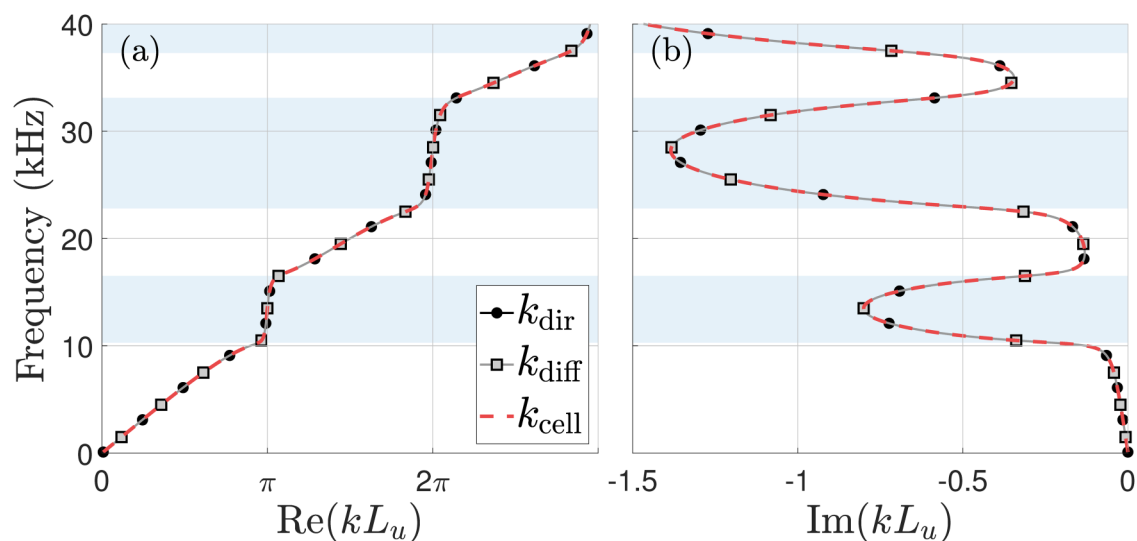 (a)
(b)
Frequency (kHz)
40
30
20
10
0
k_dir
k_diff
k_cell
0
π
2π
-1.5
-1
-0.5
0
Re(kL_u)
Im(kL_u)